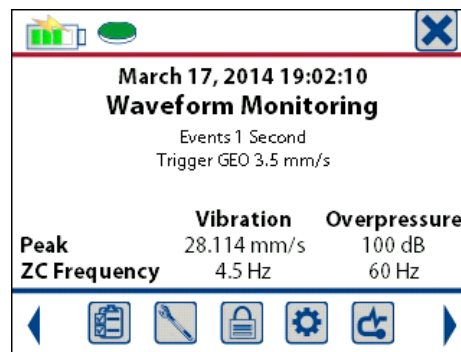 March 17, 2014 19:02:10
Waveform Monitoring
Events 1 Second
Trigger GEO 3.5 mm/s
Vibration Overpressure
Peak 28.114 mm/s 100 dB
ZC Frequency 4.5 Hz 60 Hz